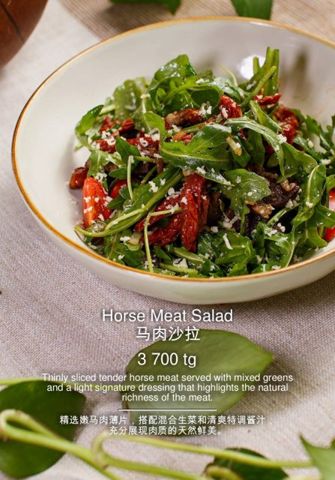 Horse Meat Salad
马肉沙拉
3 700 tg
Thinly sliced tender horse meat served with mixed greens
and a light signature dressing that highlights the natural
richness of the meat.
精选嫩马肉薄片，搭配混合生菜和清爽特调酱汁
充分展现肉质的天然鲜美。